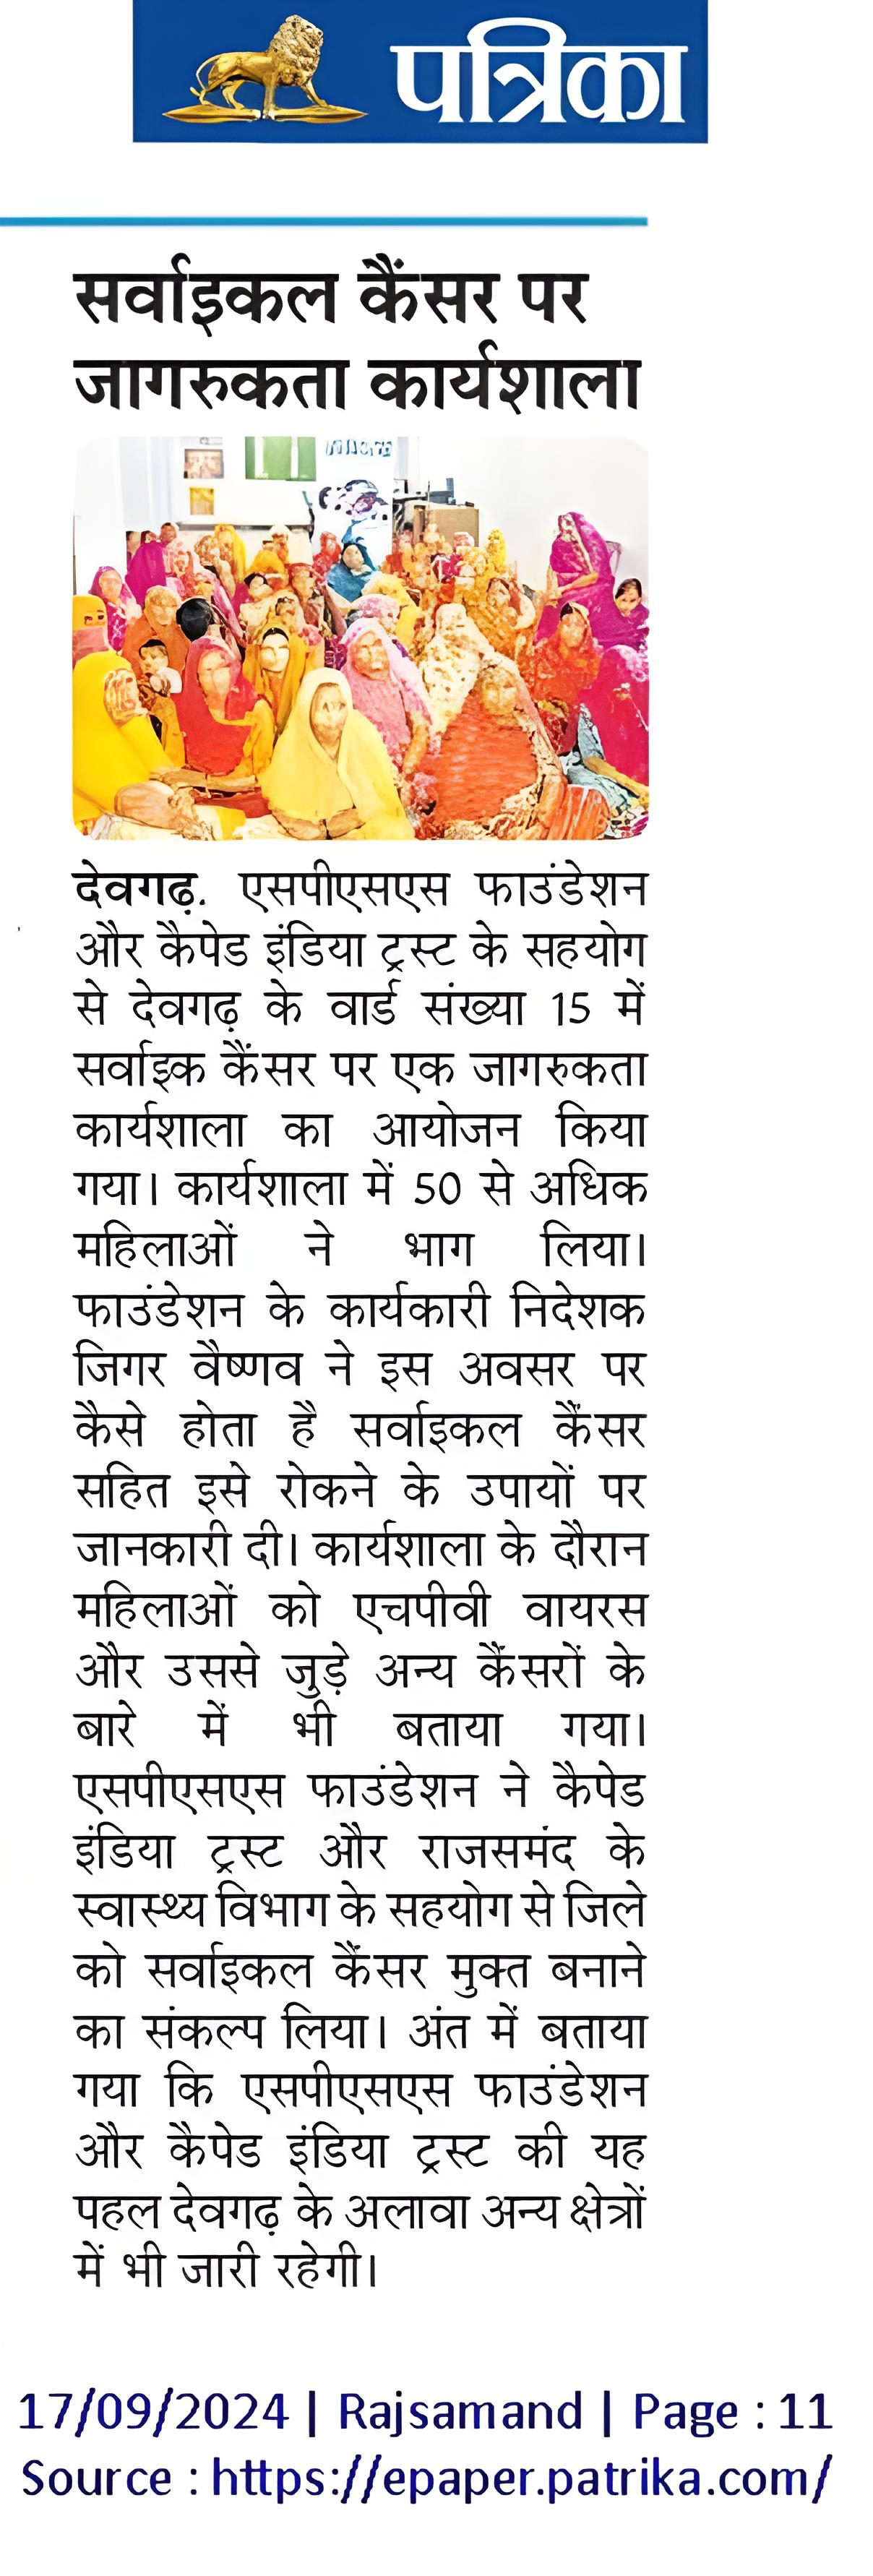 पत्रिका
सर्वाइकल कैंसर पर
जागरुकता कार्यशाला
देवगढ़. एसपीएसएस फाउंडेशन
और कैपेड इंडिया ट्रस्ट के सहयोग
से देवगढ़ के वार्ड संख्या 15 में
सर्वाइक कैंसर पर एक जागरुकता
कार्यशाला का आयोजन किया
गया। कार्यशाला में 50 से अधिक
महिलाओं ने भाग लिया।
फाउंडेशन के कार्यकारी निदेशक
जिगर वैष्णव ने इस अवसर पर
कैसे होता है सर्वाइकल कैंसर
सहित इसे रोकने के उपायों पर
जानकारी दी। कार्यशाला के दौरान
महिलाओं को एचपीवी वायरस
और उससे जुड़े अन्य कैंसरों के
बारे में भी बताया गया।
एसपीएसएस फाउंडेशन ने कैपेड
इंडिया ट्रस्ट और राजसमंद के
स्वास्थ्य विभाग के सहयोग से जिले
को सर्वाइकल कैंसर मुक्त बनाने
का संकल्प लिया। अंत में बताया
गया कि एसपीएसएस फाउंडेशन
और कैपेड इंडिया ट्रस्ट की यह
पहल देवगढ़ के अलावा अन्य क्षेत्रों
में भी जारी रहेगी।
17/09/2024 | Rajsamand | Page : 11
Source : https://epaper.patrika.com/